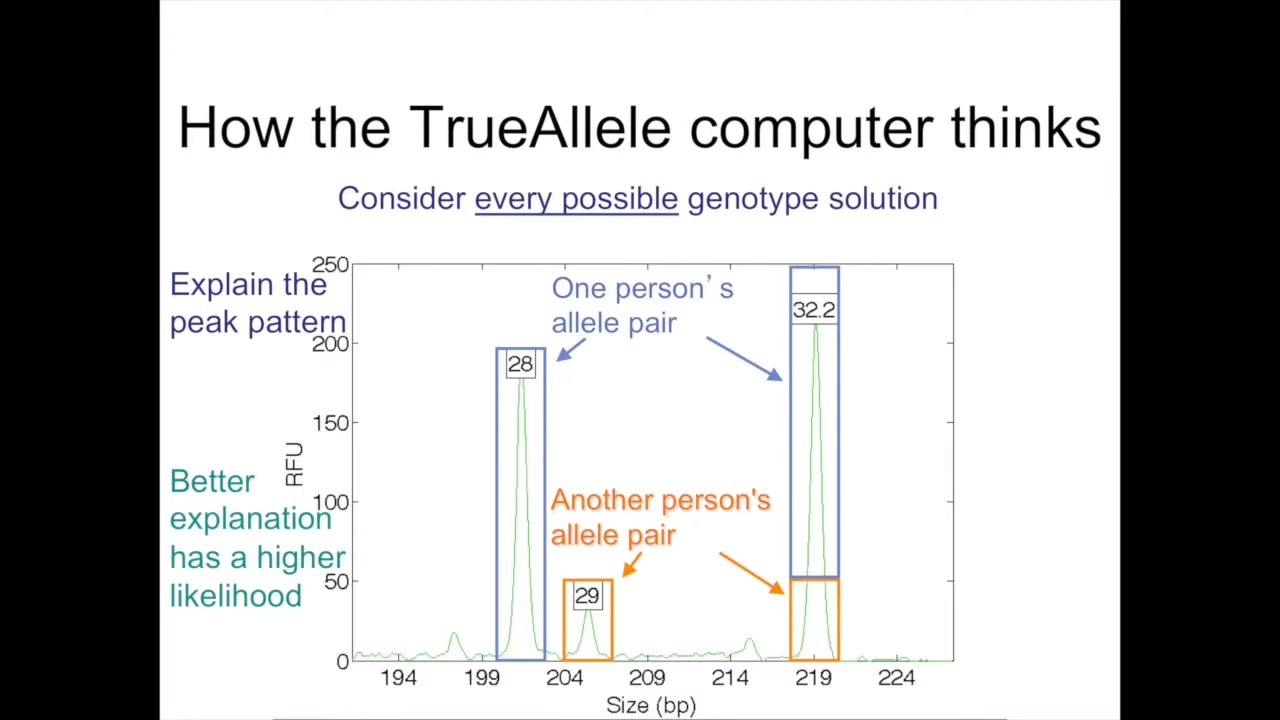 How the TrueAllele computer thinks
Consider every possible genotype solution
Explain the
peak pattern
Better
explanation
has a higher
likelihood
One person’s
allele pair
Another person's
allele pair
28
29
32.2
RFU
250
200
150
100
50
0
194 199 204 209 214 219 224
Size (bp)